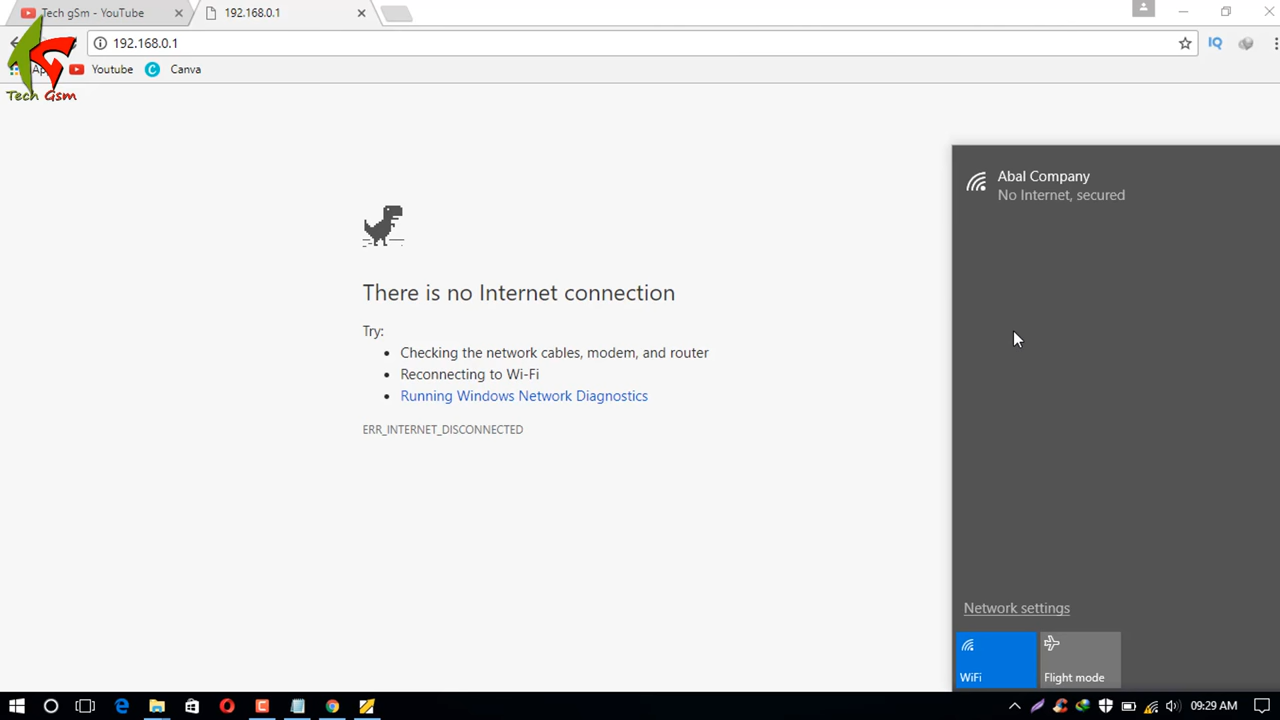 Tech gSm - YouTube
192.168.0.1
192.168.0.1
IQ
Youtube
Canva
Tech Gsm
There is no Internet connection
Try:
Checking the network cables, modem, and router
Reconnecting to Wi-Fi
Running Windows Network Diagnostics
ERR_INTERNET_DISCONNECTED
Abal Company
No Internet, secured
Network settings
WiFi
Flight mode
09:29 AM